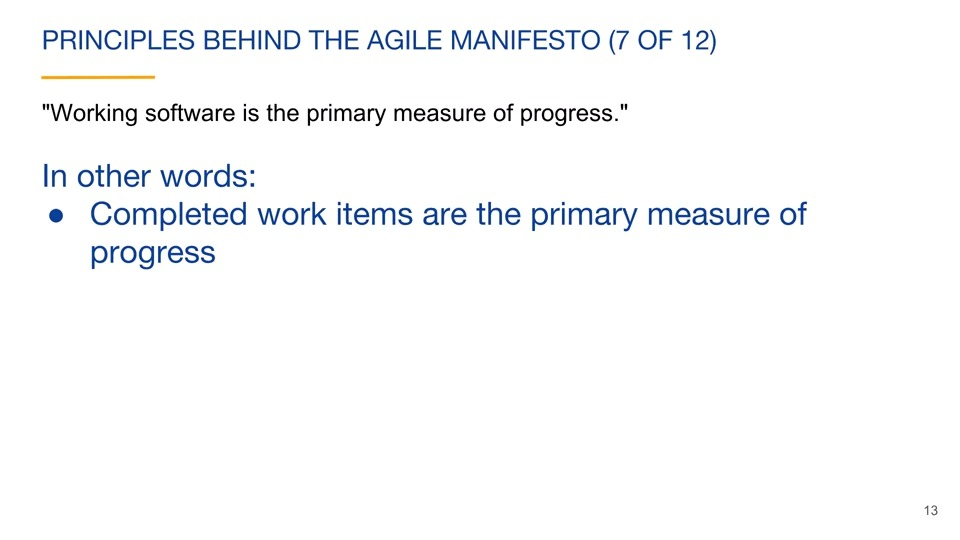 PRINCIPLES BEHIND THE AGILE MANIFESTO (7 OF 12)
"Working software is the primary measure of progress."
In other words:
● Completed work items are the primary measure of
progress
13